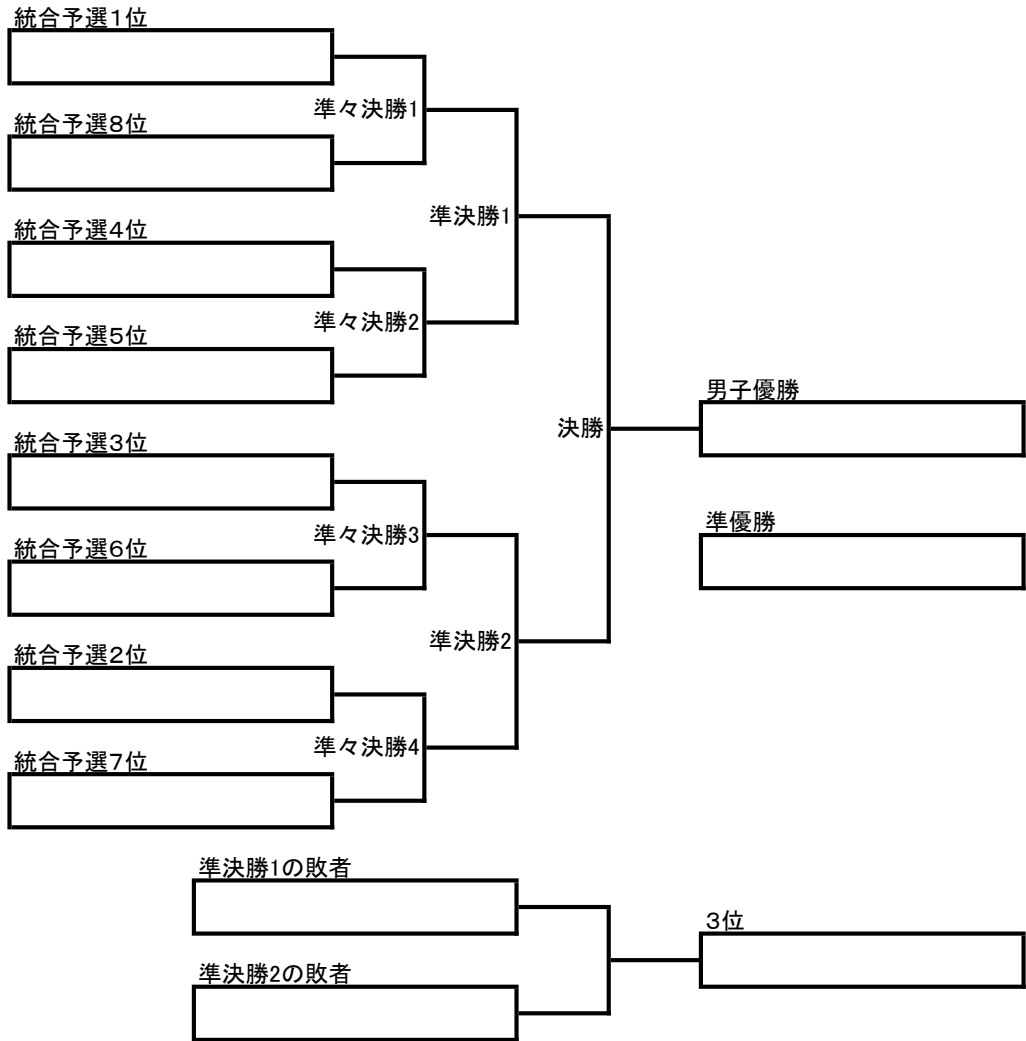 統合予選1位
準々決勝1
統合予選8位
準決勝1
統合予選4位
準々決勝2
統合予選5位
男子優勝
決勝
統合予選3位
準々決勝3
準優勝
統合予選6位
準決勝2
統合予選2位
準々決勝4
統合予選7位
準決勝1の敗者
3位
準決勝2の敗者